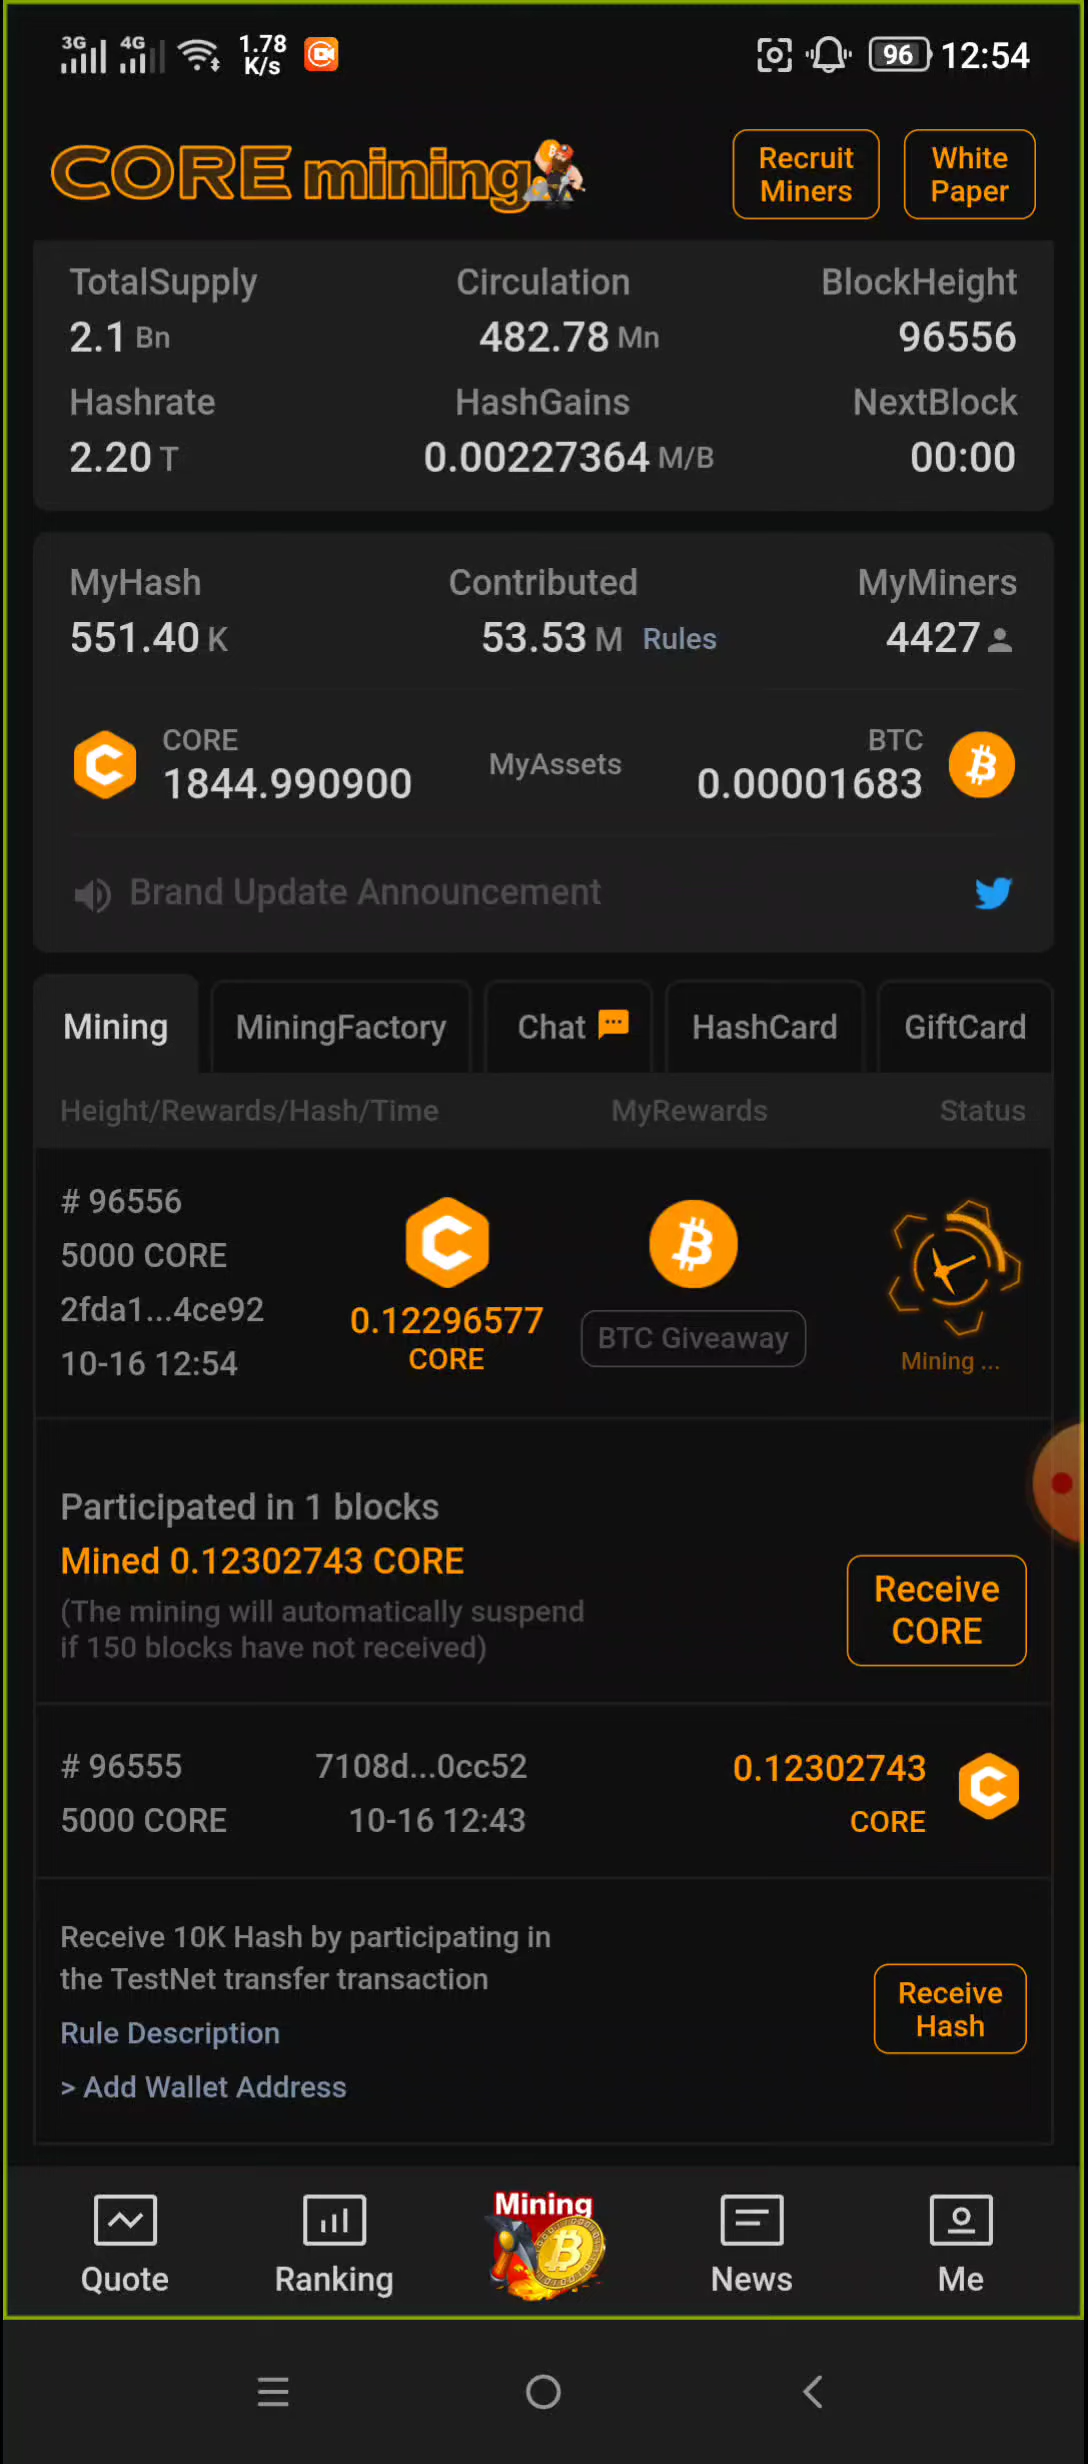 3G 4G 1.78 K/s 96 12:54
CORE mining
Recruit Miners
White Paper
TotalSupply Circulation BlockHeight
2.1 Bn 482.78 Mn 96556
Hashrate HashGains NextBlock
2.20 T 0.00227364 M/B 00:00
MyHash Contributed MyMiners
551.40 K 53.53 M Rules 4427
CORE BTC
1844.990900 MyAssets 0.00001683
Brand Update Announcement
Mining MiningFactory Chat HashCard GiftCard
Height/Rewards/Hash/Time MyRewards Status
# 96556
5000 CORE
2fda1...4ce92
10-16 12:54
0.12296577
CORE
BTC Giveaway
Mining ...
Participated in 1 blocks
Mined 0.12302743 CORE
(The mining will automatically suspend
if 150 blocks have not received)
Receive
CORE
# 96555 7108d...0cc52 0.12302743
5000 CORE 10-16 12:43 CORE
Receive 10K Hash by participating in
the TestNet transfer transaction
Rule Description
> Add Wallet Address
Receive
Hash
Mining
Quote Ranking News Me